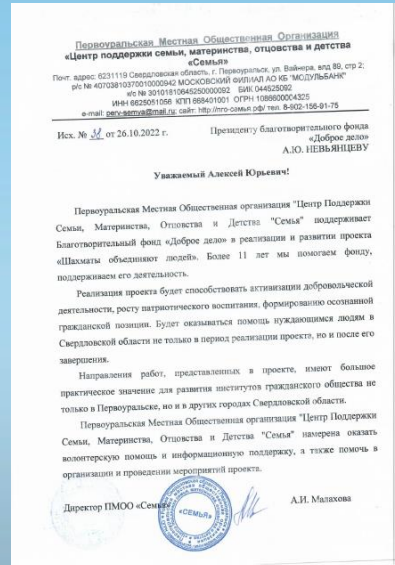 Первоуральская Местная Общественная Организация
«Центр поддержки семьи, материнства, отцовства и детства
«Семья»
Почт. адрес: 6231119 Свердловская область, г. Первоуральск, ул. Вайнера, влд 89, стр 2;
р/с № 40703810370010000942 МОСКОВСКИЙ ФИЛИАЛ АО КБ "МОДУЛЬБАНК"
к/с № 30101810645250000092 БИК 044525092
ИНН 6625051056 КПП 668401001 ОГРН 1086600004325
e-mail: perv-semya@mail.ru; сайт: http://пго-семья.рф/ тел. 8-902-156-91-75
Исх. № от 26.10.2022 г.
Президенту благотворительного фонда
«Доброе дело»
А.Ю. НЕВЬЯНЦЕВУ
Уважаемый Алексей Юрьевич!
Первоуральская Местная Общественная организация "Центр Поддержки
Семьи, Материнства, Отцовства и Детства "Семья" поддерживает
Благотворительный фонд «Доброе дело» в реализации и развитии проекта
«Шахматы объединяют людей». Более 11 лет мы помогаем фонду,
поддерживаем его деятельность.
Реализация проекта будет способствовать активизации добровольческой
деятельности, росту патриотического воспитания, формированию осознанной
гражданской позиции. Будет оказываться помощь нуждающимся людям в
Свердловской области не только в период реализации проекта, но и после его
завершения.
Направления работ, представленных в проекте, имеют большое
практическое значение для развития институтов гражданского общества не
только в Первоуральске, но и в других городах Свердловской области.
Первоуральская Местная Общественная организация "Центр Поддержки
Семьи, Материнства, Отцовства и Детства "Семья" намерена оказать
волонтерскую помощь и информационную поддержку, а также помочь в
организации и проведении мероприятий проекта.
Директор ПМОО «Семья»
А.И. Малахова
«СЕМЬЯ»